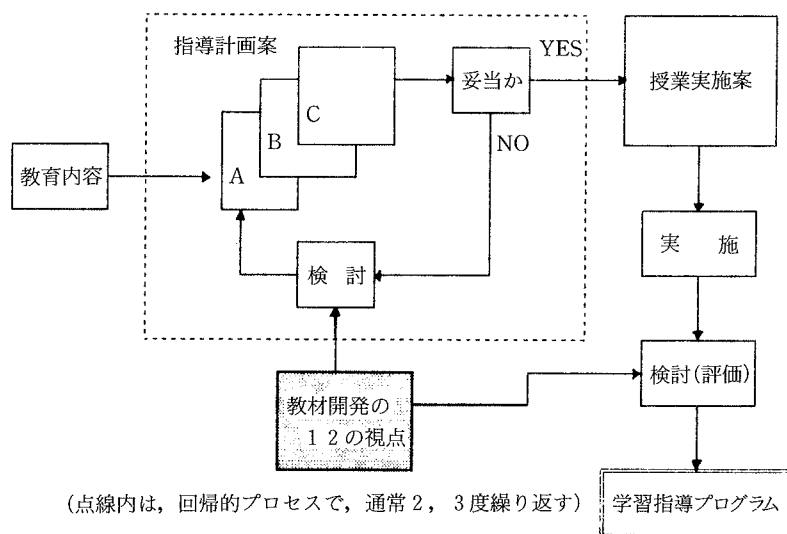 指導計画案
YES
妥当か
授業実施案
C
B
NO
教育内容
A
実　施
検　討
検討(評価)
教材開発の
１２の視点
(点線内は，回帰的プロセスで，通常２，３度繰り返す)
学習指導プログラム